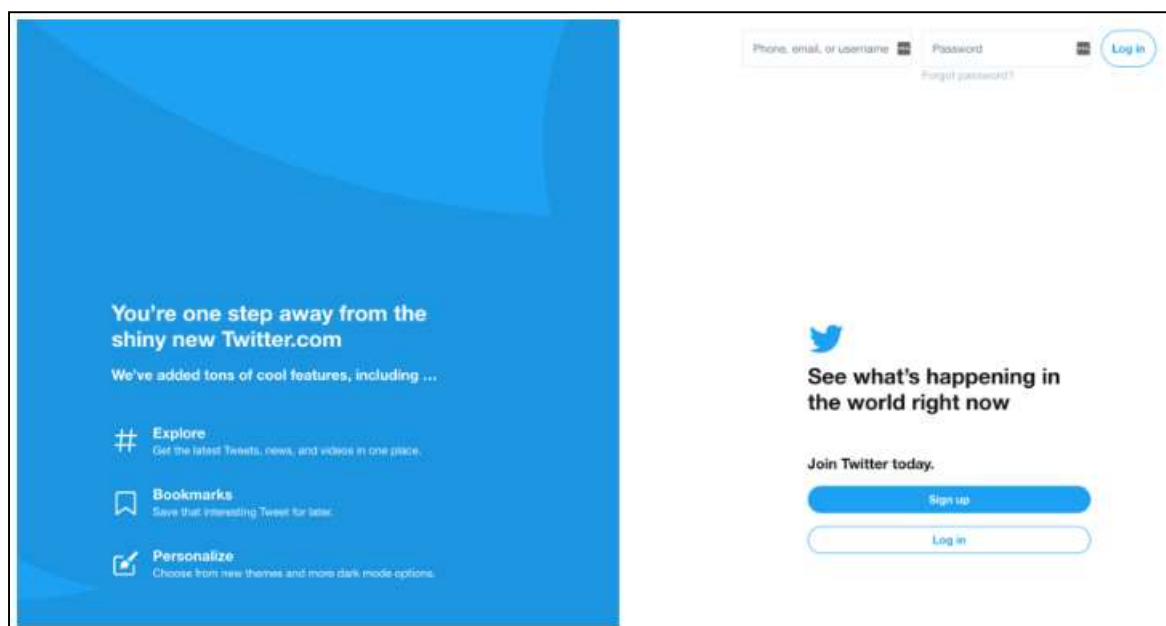 Phone, email, or username
Password
Log in
Forgot password?
You're one step away from the
shiny new Twitter.com
We've added tons of cool features, including ...
Explore
Get the latest Tweets, news, and videos in one place.
Bookmarks
Save that interesting Tweet for later.
Personalize
Choose from new themes and more dark mode options.
See what's happening in
the world right now
Join Twitter today.
Sign up
Log in